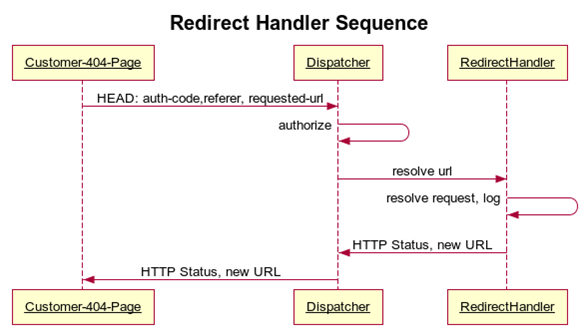 Redirect Handler Sequence
Customer-404-Page Dispatcher RedirectHandler
HEAD: auth-code,referer, requested-url
authorize
resolve url
resolve request, log
HTTP Status, new URL
HTTP Status, new URL
Customer-404-Page Dispatcher RedirectHandler